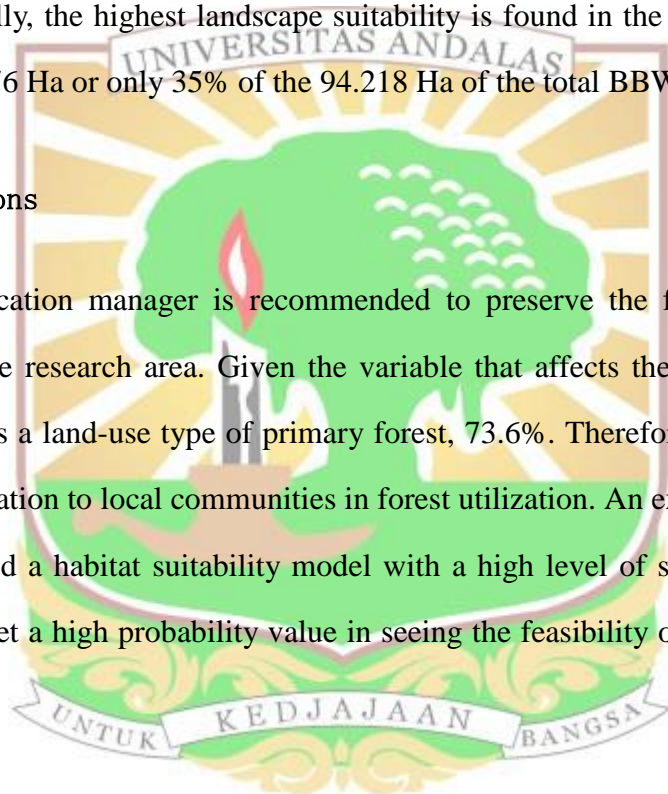 lly, the highest landscape suitability is found in the
UNIVERSITAS ANDALAS
76 Ha or only 35% of the 94.218 Ha of the total BBW
ons
cation manager is recommended to preserve the f
e research area. Given the variable that affects the
s a land-use type of primary forest, 73.6%. Therefor
ation to local communities in forest utilization. An e
d a habitat suitability model with a high level of s
et a high probability value in seeing the feasibility o
UNTUK KEDJAJAAN BANGSA